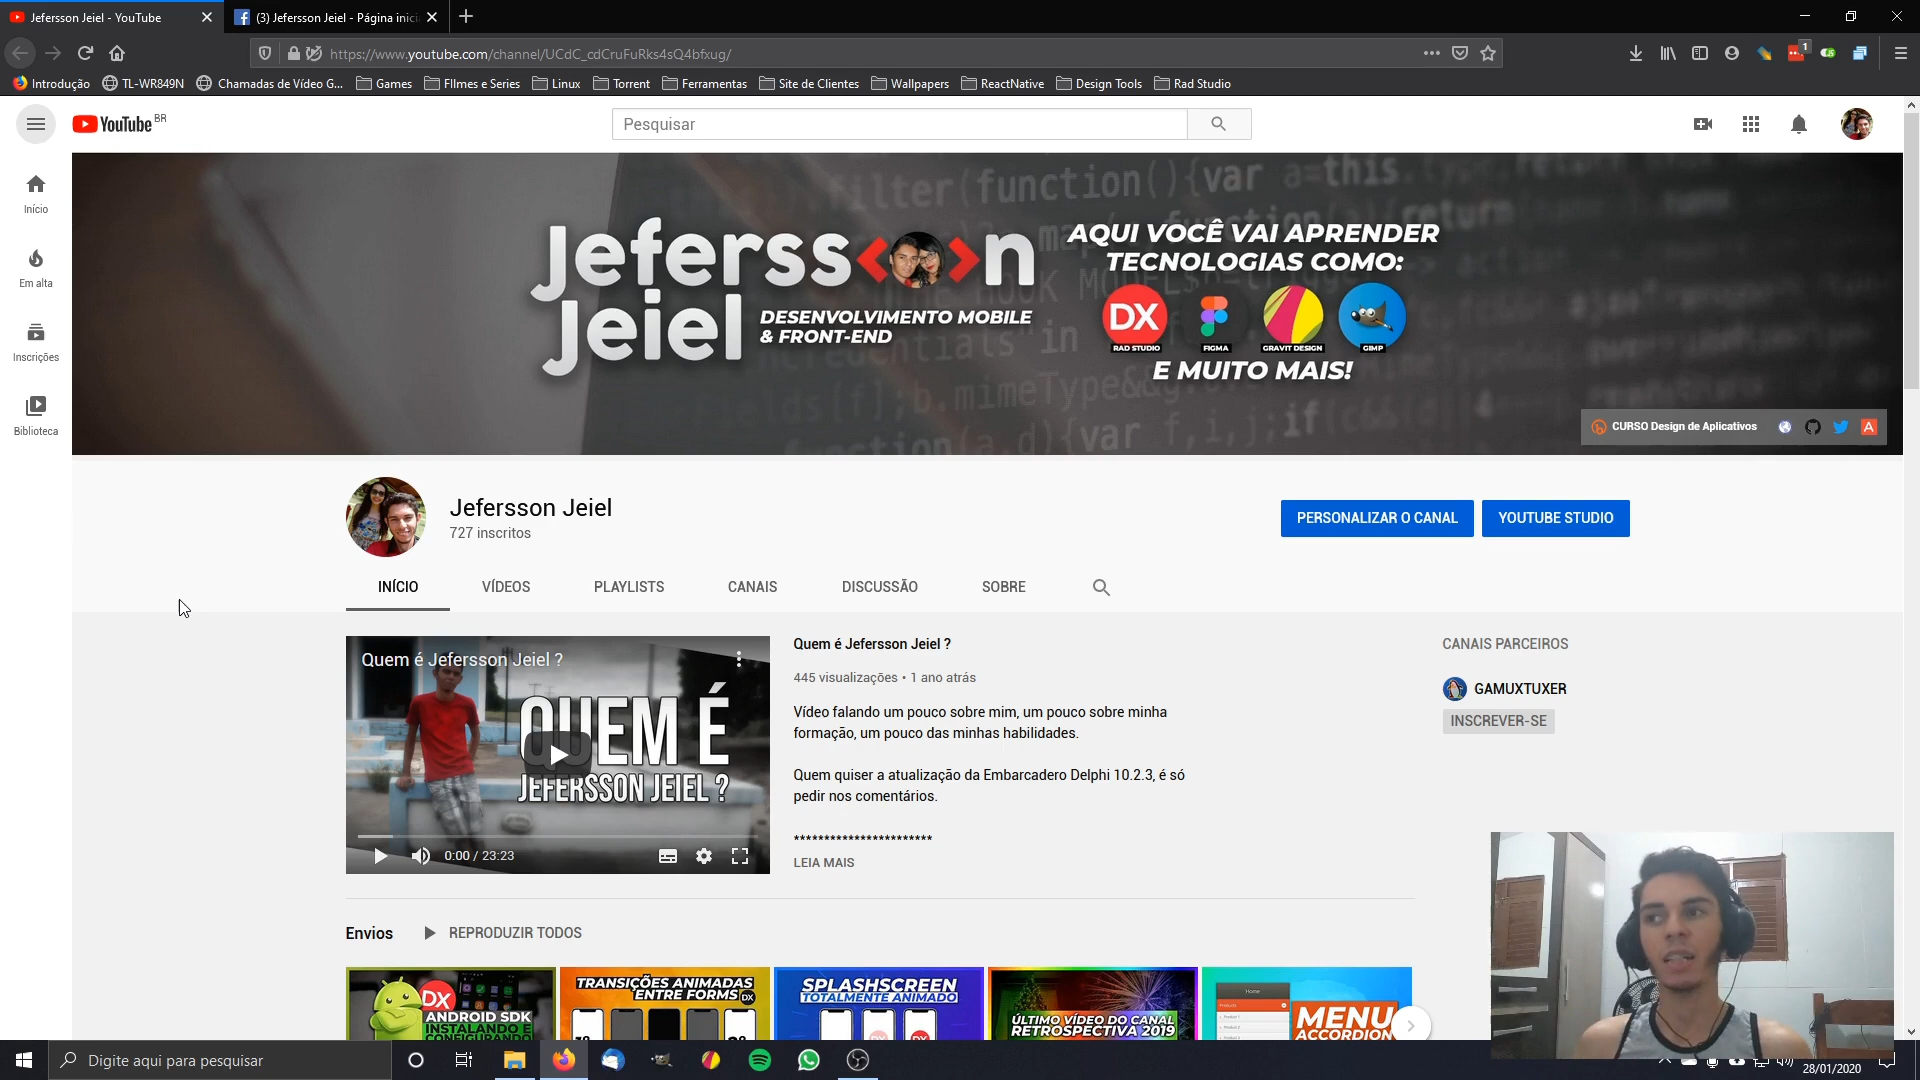 Jefersson Jeiel - YouTube
(3) Jefersson Jeiel - Página inici
https://www.youtube.com/channel/UCdC_cdCruFuRks4sQ4bfxug/
1
Introdução
TL-WR849N
Chamadas de Vídeo G...
Games
FIlmes e Series
Linux
Torrent
Ferramentas
Site de Clientes
Wallpapers
ReactNative
Design Tools
Rad Studio
YouTube BR
Pesquisar
Início
Em alta
Inscrições
Biblioteca
Jeferss<>n
Jeiel
DESENVOLVIMENTO MOBILE
& FRONT-END
AQUI VOCÊ VAI APRENDER
TECNOLOGIAS COMO:
DX
RAD STUDIO
FIGMA
GRAVIT DESIGN
GIMP
E MUITO MAIS!
CURSO Design de Aplicativos
Jefersson Jeiel
727 inscritos
PERSONALIZAR O CANAL
YOUTUBE STUDIO
INÍCIO
VÍDEOS
PLAYLISTS
CANAIS
DISCUSSÃO
SOBRE
Quem é Jefersson Jeiel ?
QUEM É
JEFERSSON JEIEL ?
0:00 / 23:23
Quem é Jefersson Jeiel ?
445 visualizações • 1 ano atrás
Vídeo falando um pouco sobre mim, um pouco sobre minha
formação, um pouco das minhas habilidades.
Quem quiser a atualização da Embarcadero Delphi 10.2.3, é só
pedir nos comentários.
***********************
LEIA MAIS
CANAIS PARCEIROS
GAMUXTUXER
INSCREVER-SE
Envios
REPRODUZIR TODOS
DX
ANDROID SDK
INSTALANDO E
CONFIGURANDO
TRANSIÇÕES ANIMADAS
ENTRE FORMS DX
SPLASHSCREEN
TOTALMENTE ANIMADO
ÚLTIMO VÍDEO DO CANAL
RETROSPECTIVA 2019
Home
MENU
ACCORDION
Digite aqui para pesquisar
28/01/2020